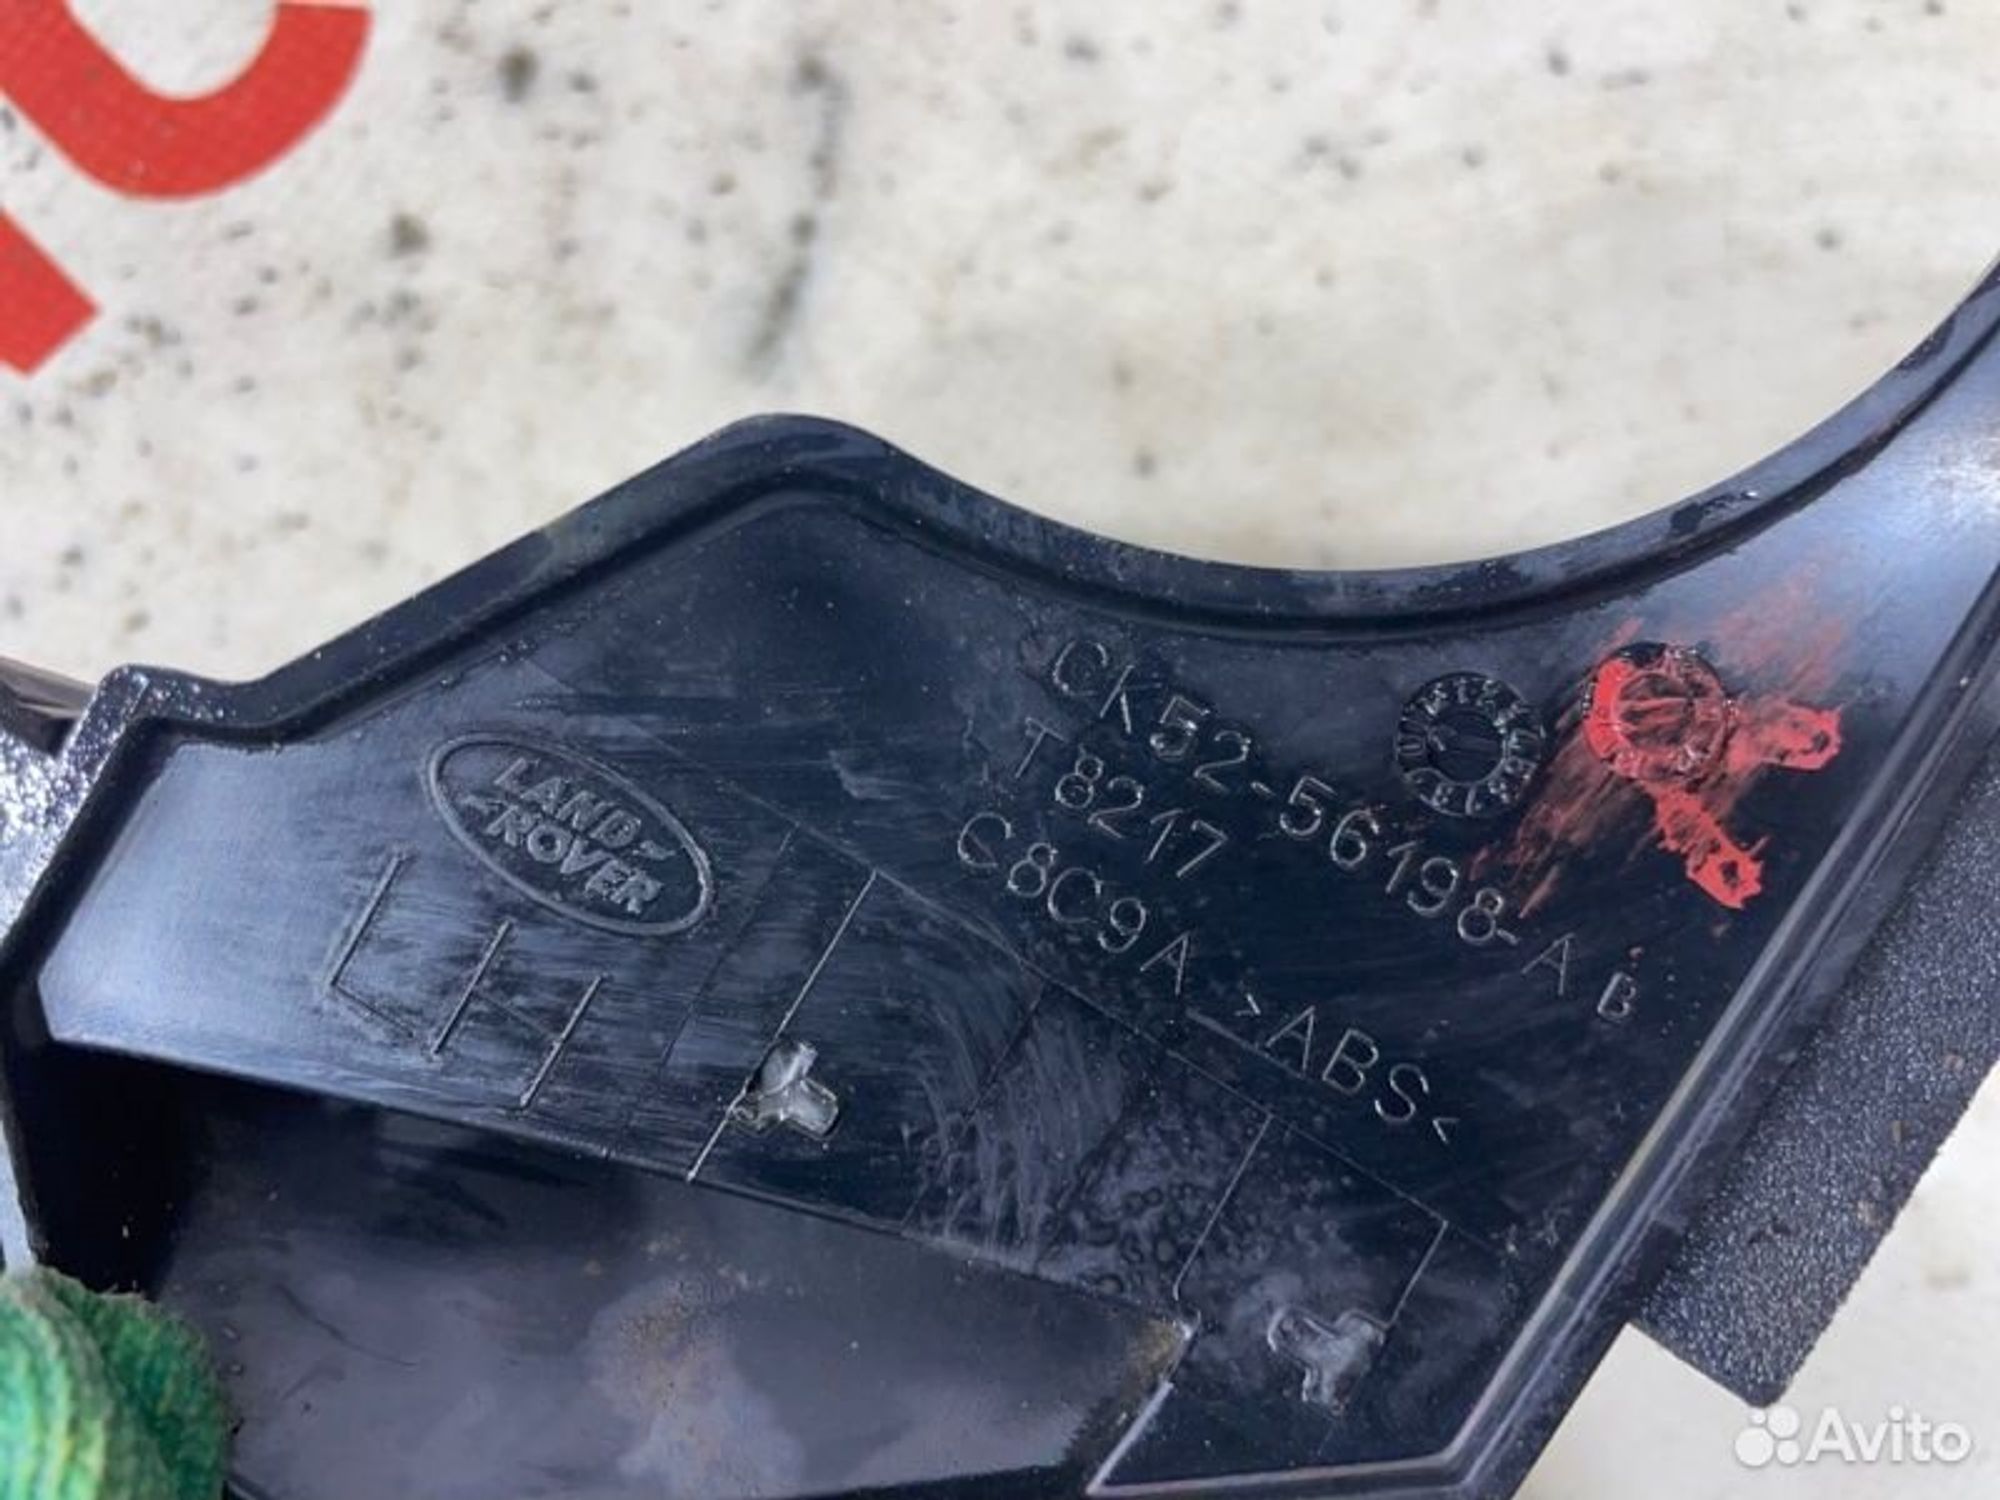 LAND
ROVER
LH
CK52-56198-AB
T8217
C8C9A >ABS<
Avito